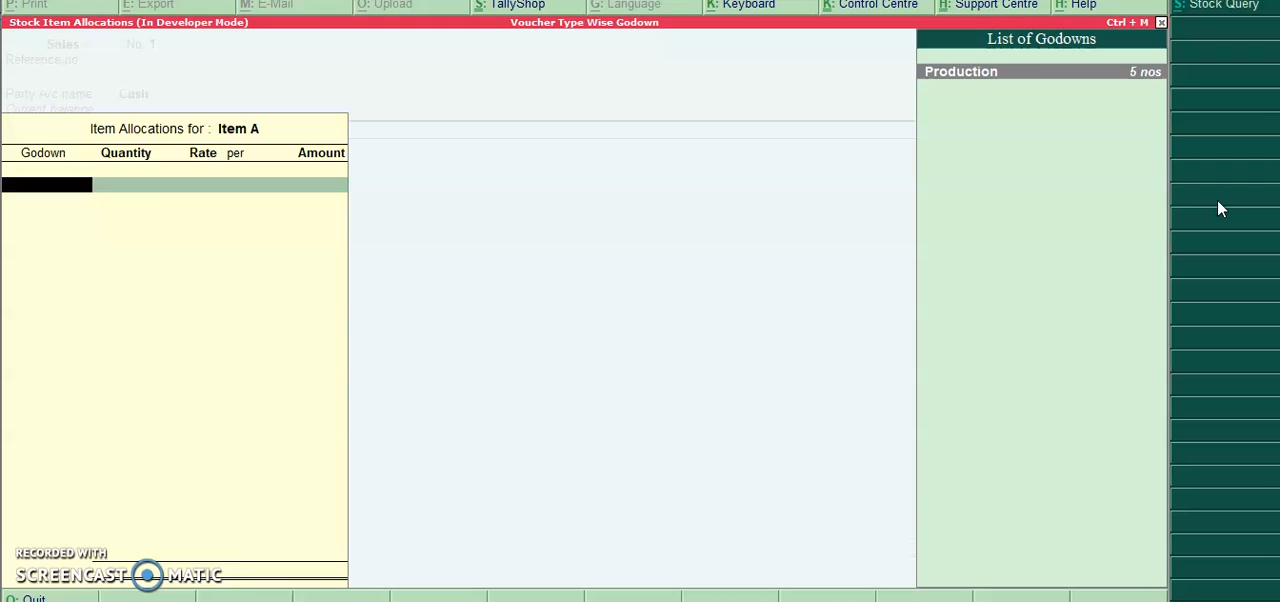 P: Print E: Export M: E-Mail O: Upload S: TallyShop G: Language K: Keyboard K: Control Centre H: Support Centre H: Help S: Stock Query
Stock Item Allocations (In Developer Mode) Voucher Type Wise Godown Ctrl + M x
List of Godowns
Sales No. 1
Reference no
Production 5 nos
Party A/c name Cash
Current balance
Item Allocations for : Item A
Godown Quantity Rate per Amount
RECORDED WITH
SCREENCAST MATIC
Q: Quit